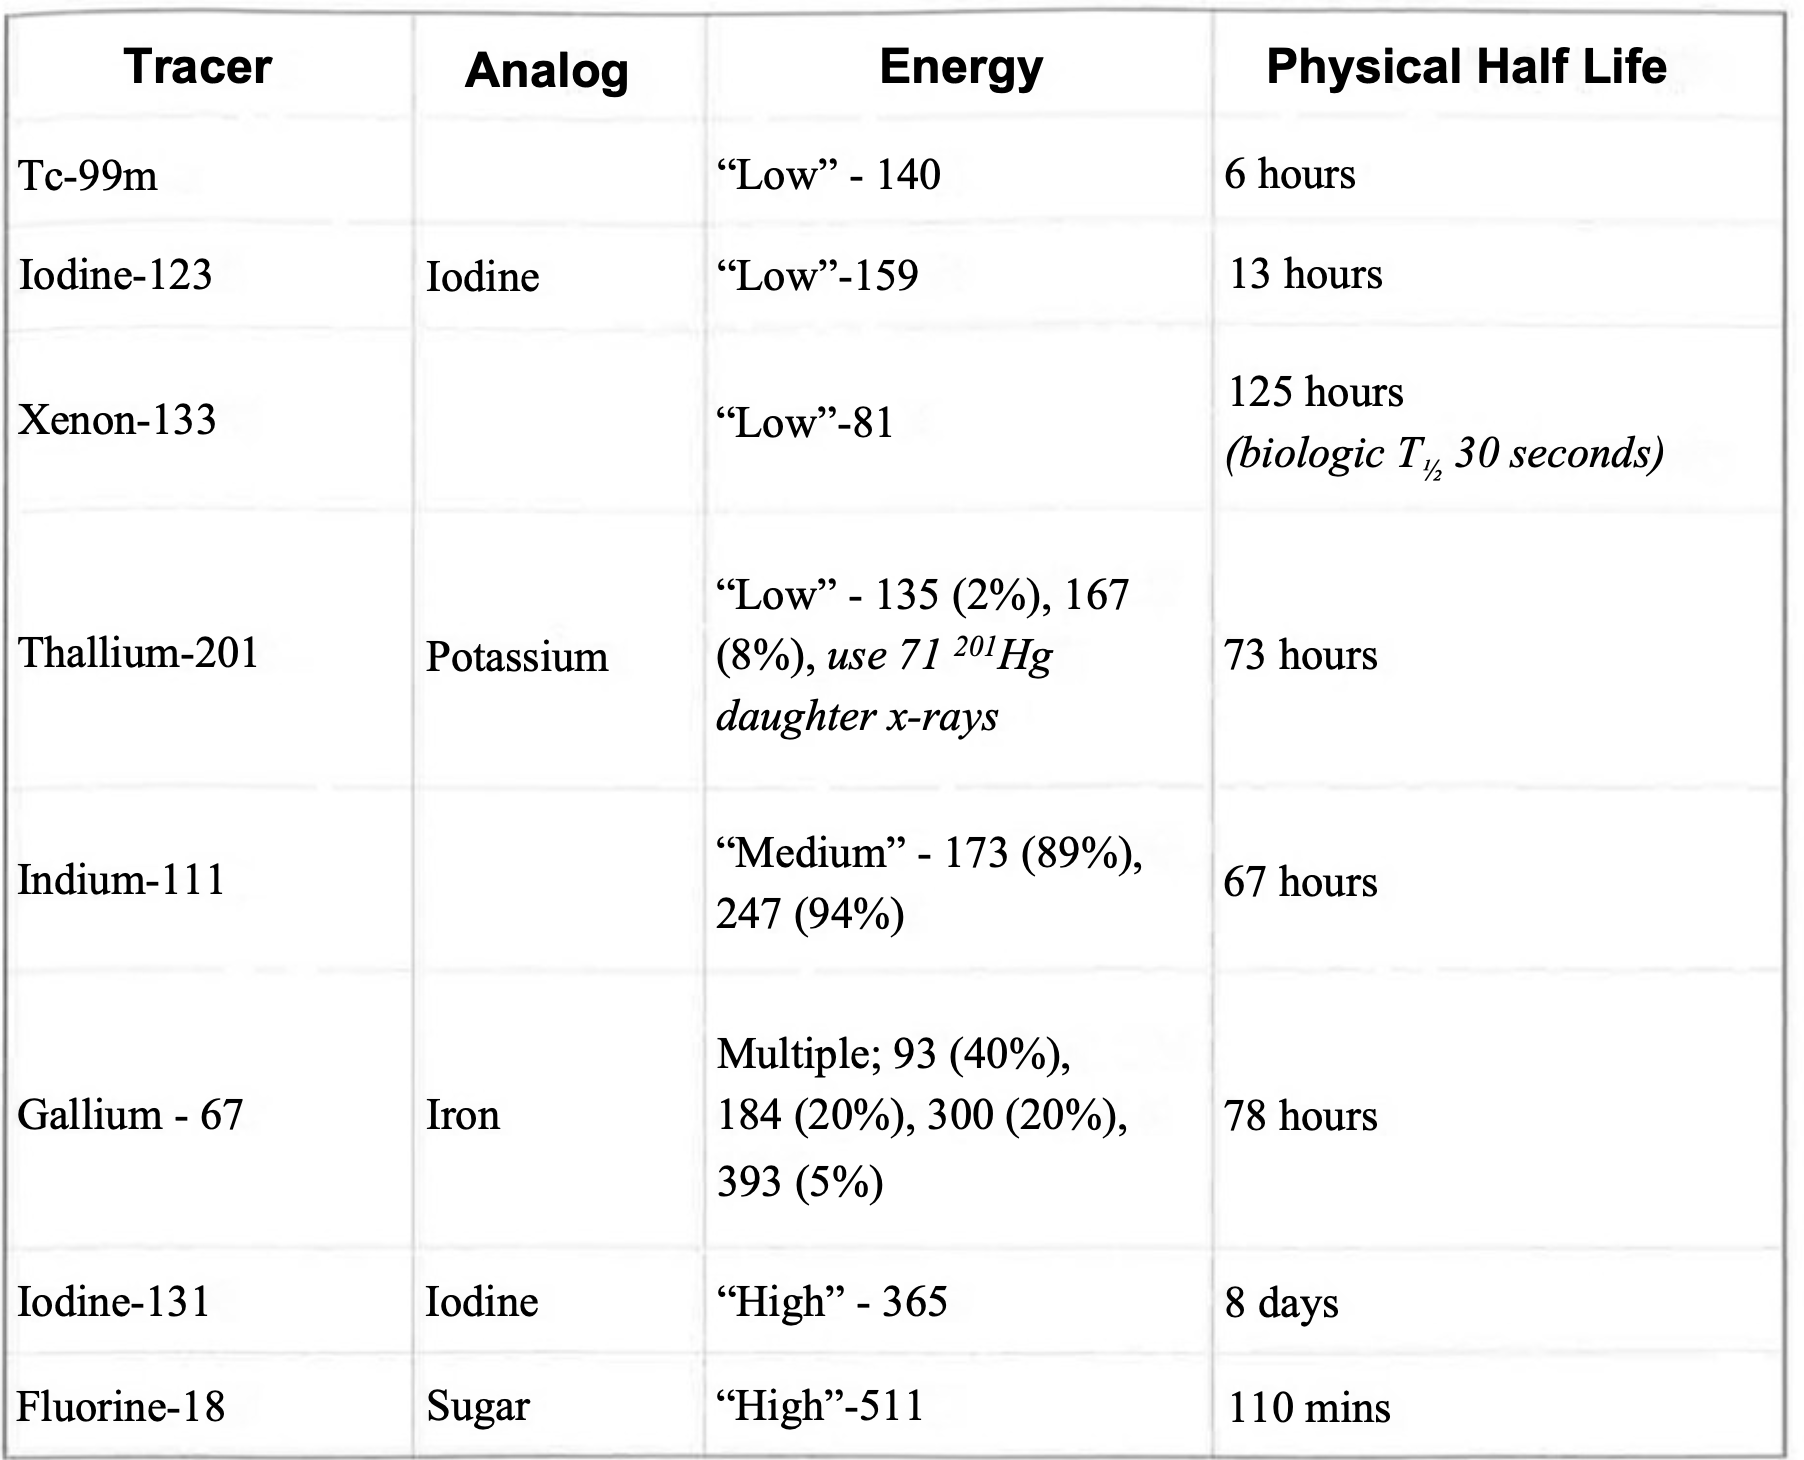 Tracer Analog Energy Physical Half Life
Tc-99m “Low” - 140 6 hours
Iodine-123 Iodine “Low”-159 13 hours
Xenon-133 “Low”-81 125 hours
(biologic T½ 30 seconds)
Thallium-201 Potassium “Low” - 135 (2%), 167
(8%), use 71 ²⁰¹Hg
daughter x-rays
73 hours
Indium-111 “Medium” - 173 (89%),
247 (94%)
67 hours
Gallium - 67 Iron Multiple; 93 (40%),
184 (20%), 300 (20%),
393 (5%)
78 hours
Iodine-131 Iodine “High” - 365 8 days
Fluorine-18 Sugar “High”-511 110 mins